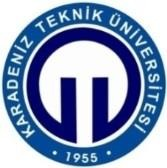 KARADENİZ TEKNİK ÜNİVERSİTESİ
• 1955 •